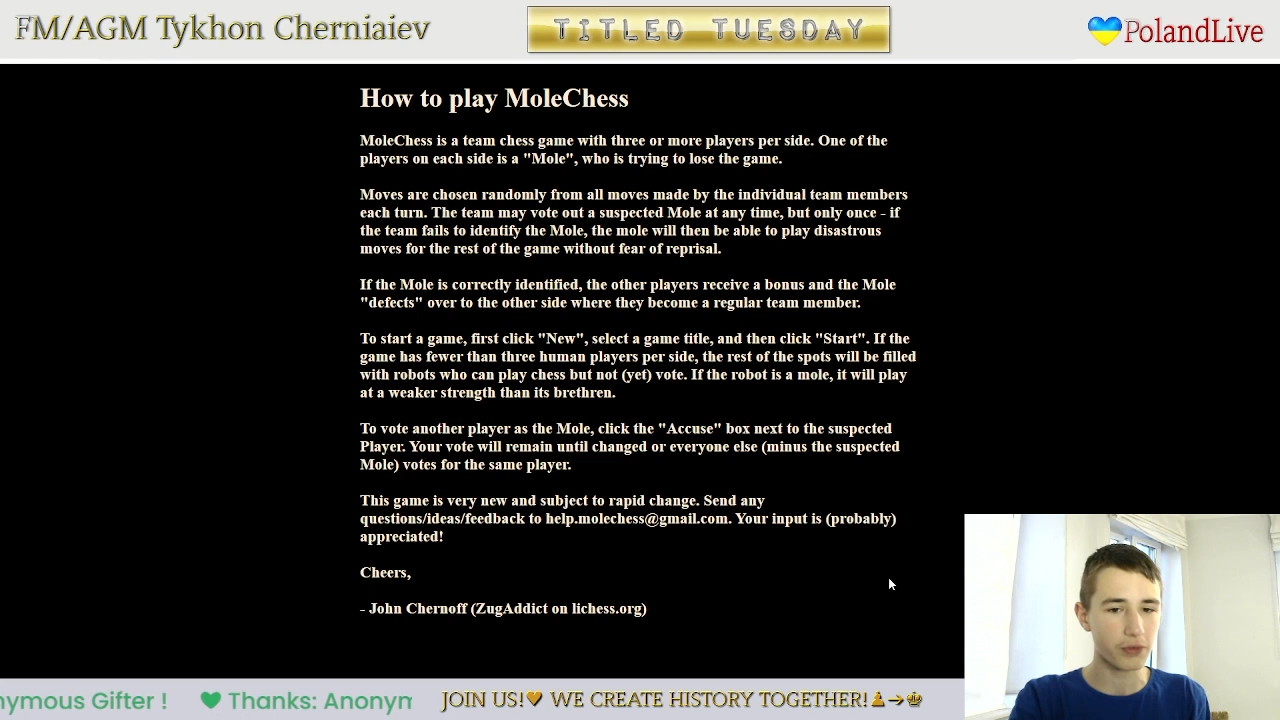 FM/AGM Tykhon Cherniaiev
TITLED TUESDAY
PolandLive
How to play MoleChess
MoleChess is a team chess game with three or more players per side. One of the
players on each side is a "Mole", who is trying to lose the game.
Moves are chosen randomly from all moves made by the individual team members
each turn. The team may vote out a suspected Mole at any time, but only once - if
the team fails to identify the Mole, the mole will then be able to play disastrous
moves for the rest of the game without fear of reprisal.
If the Mole is correctly identified, the other players receive a bonus and the Mole
"defects" over to the other side where they become a regular team member.
To start a game, first click "New", select a game title, and then click "Start". If the
game has fewer than three human players per side, the rest of the spots will be filled
with robots who can play chess but not (yet) vote. If the robot is a mole, it will play
at a weaker strength than its brethren.
To vote another player as the Mole, click the "Accuse" box next to the suspected
Player. Your vote will remain until changed or everyone else (minus the suspected
Mole) votes for the same player.
This game is very new and subject to rapid change. Send any
questions/ideas/feedback to help.molechess@gmail.com. Your input is (probably)
appreciated!
Cheers,
- John Chernoff (ZugAddict on lichess.org)
nymous Gifter ! 💚 Thanks: Anonym
JOIN US!🧡 WE CREATE HISTORY TOGETHER!♟→♚